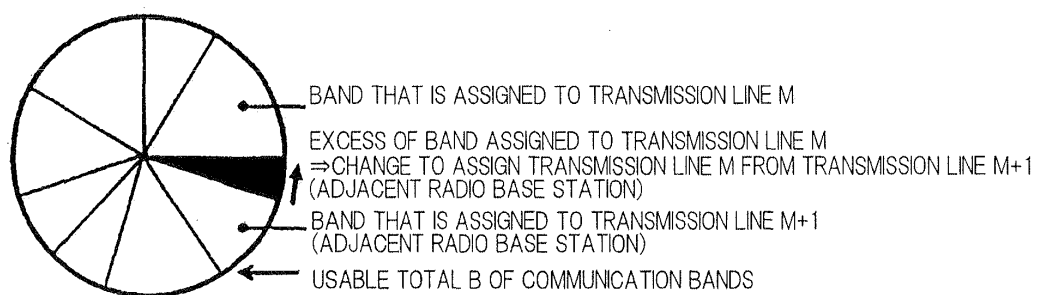 BAND THAT IS ASSIGNED TO TRANSMISSION LINE M
EXCESS OF BAND ASSIGNED TO TRANSMISSION LINE M
⇒CHANGE TO ASSIGN TRANSMISSION LINE M FROM TRANSMISSION LINE M+1
(ADJACENT RADIO BASE STATION)
BAND THAT IS ASSIGNED TO TRANSMISSION LINE M+1
(ADJACENT RADIO BASE STATION)
USABLE TOTAL B OF COMMUNICATION BANDS